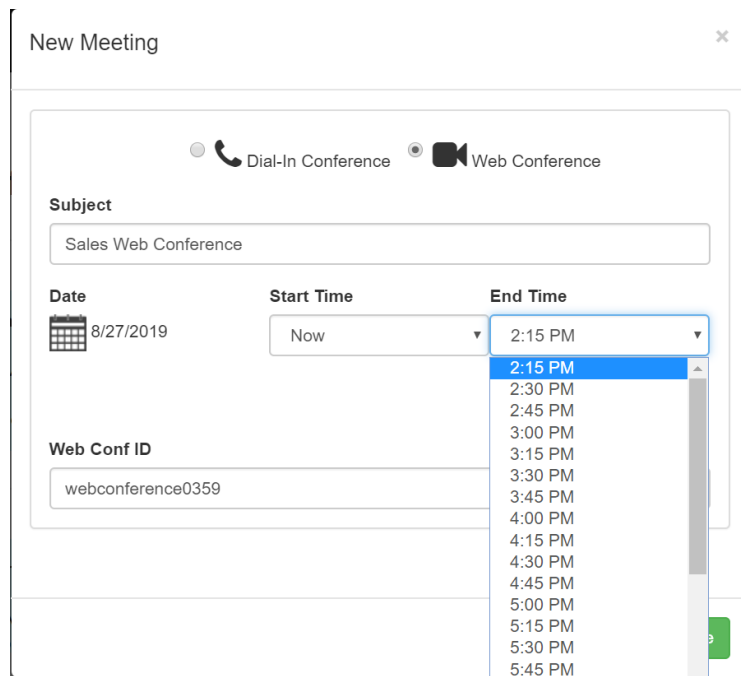 New Meeting ×
Dial-In Conference Web Conference
Subject
Sales Web Conference
Date Start Time End Time
8/27/2019 Now 2:15 PM
2:15 PM
2:30 PM
2:45 PM
3:00 PM
3:15 PM
3:30 PM
3:45 PM
4:00 PM
4:15 PM
4:30 PM
4:45 PM
5:00 PM
5:15 PM
5:30 PM
5:45 PM
Web Conf ID
webconference0359